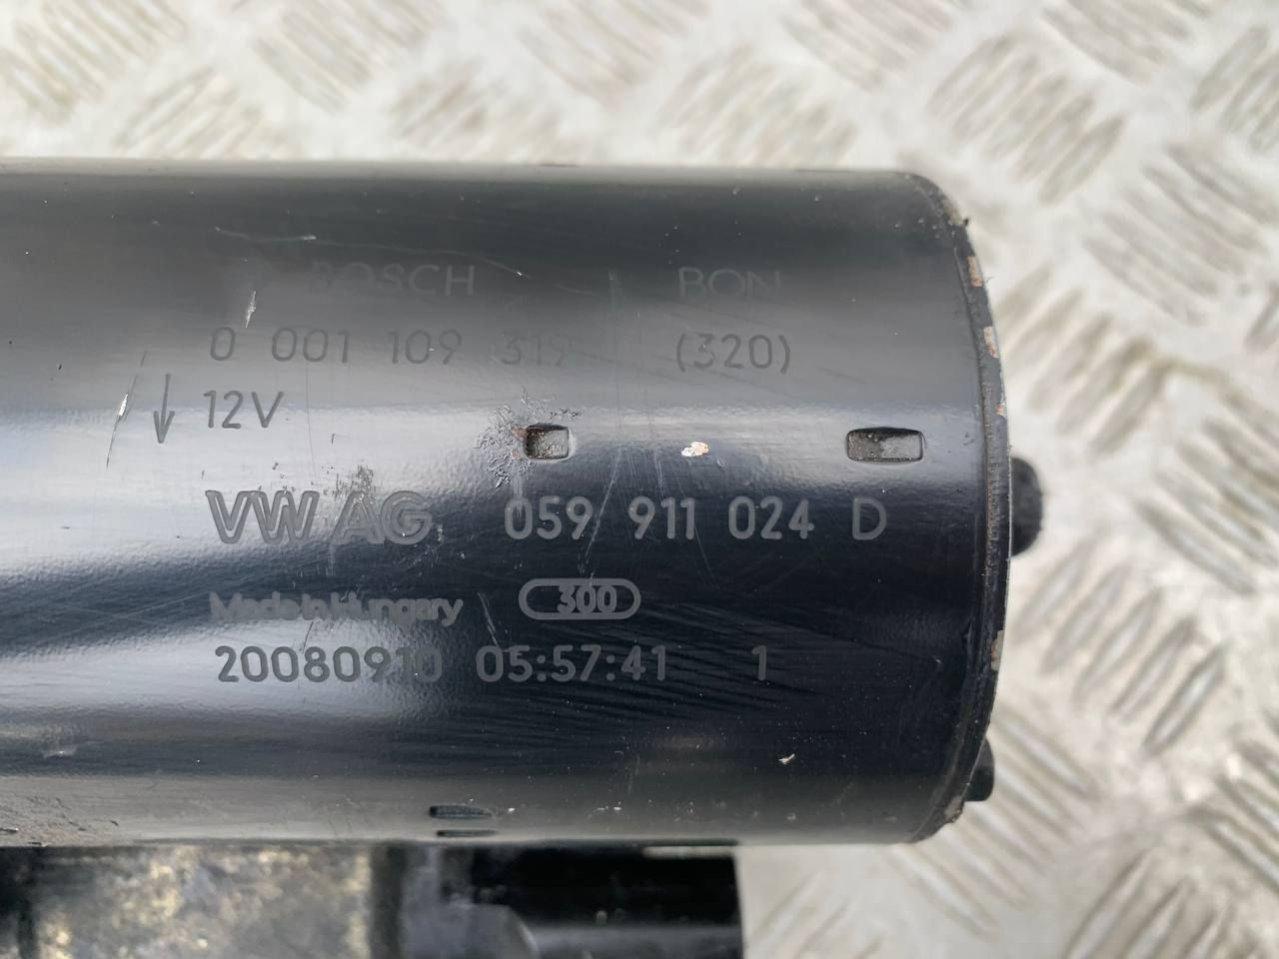 BOSCH BON
0 001 109 319 (320)
12V
VW AG 059 911 024 D
Made in Hungary 300
20080910 05:57:41 1